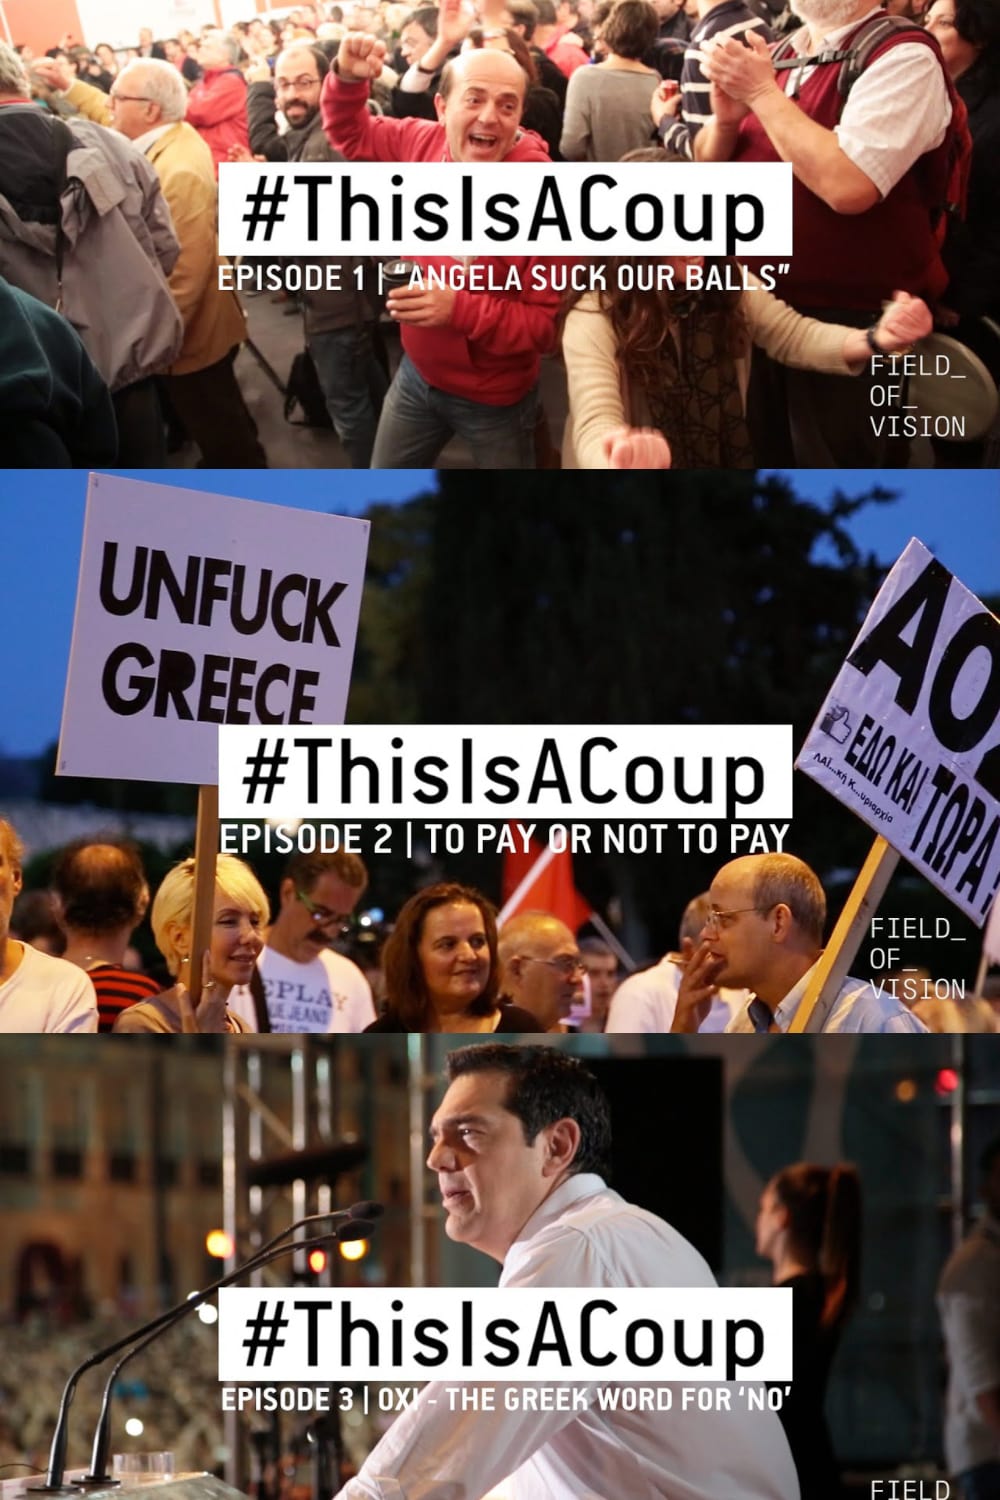 #ThisIsACoup
EPISODE 1 | “ANGELA SUCK OUR BALLS”
FIELD_
OF_
VISION
UNFUCK
GREECE
ΕΔΩ ΚΑΙ
ΤΩΡΑ!
#ThisIsACoup
EPISODE 2 | TO PAY OR NOT TO PAY
REPLAY
BLUE JEANS
FIELD_
OF_
VISION
#ThisIsACoup
EPISODE 3 | OXI - THE GREEK WORD FOR ‘NO’
FIELD